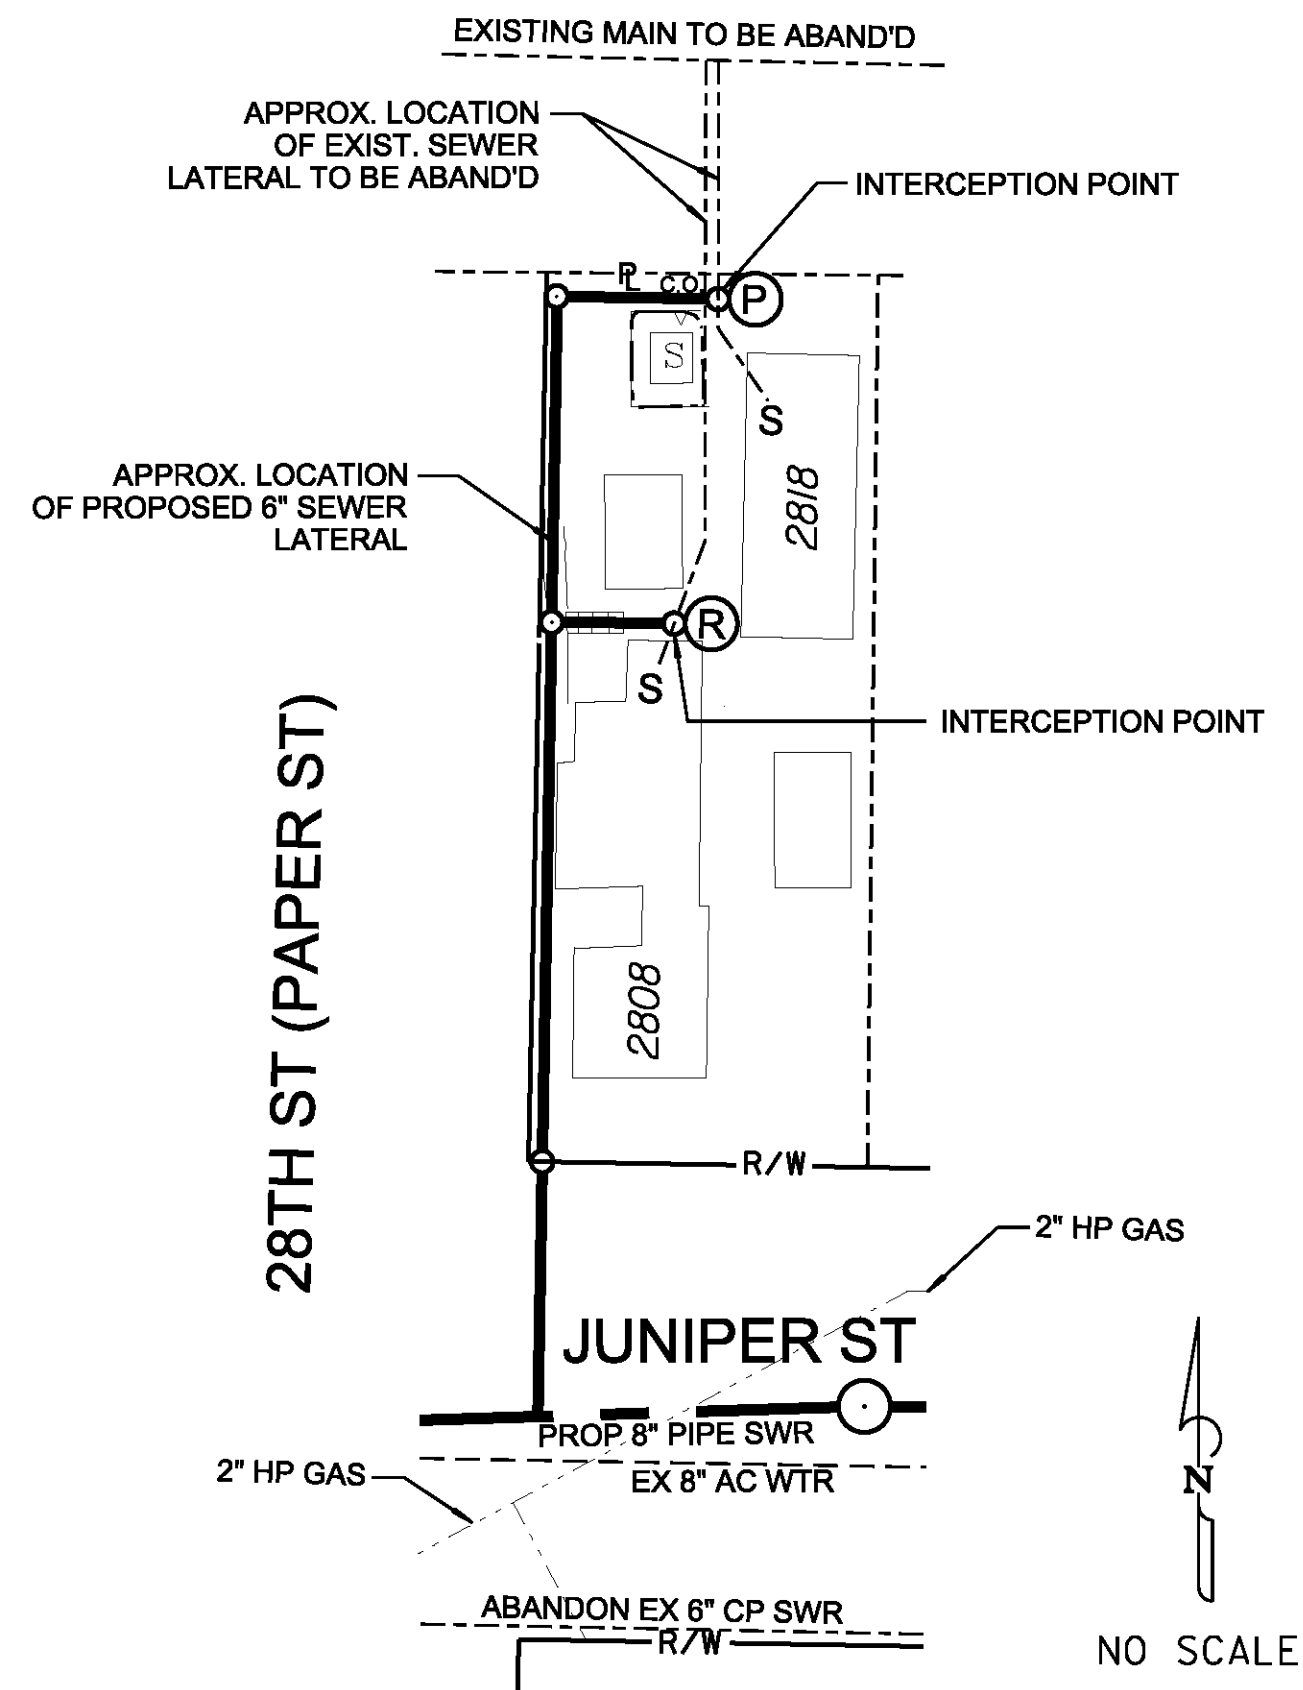 EXISTING MAIN TO BE ABAND'D
APPROX. LOCATION
OF EXIST. SEWER
LATERAL TO BE ABAND'D
INTERCEPTION POINT
PL
C.O.
P
S
S
2818
APPROX. LOCATION
OF PROPOSED 6" SEWER
LATERAL
R
S
INTERCEPTION POINT
28TH ST (PAPER ST)
2808
R/W
2" HP GAS
JUNIPER ST
PROP 8" PIPE SWR
2" HP GAS
EX 8" AC WTR
N
ABANDON EX 6" CP SWR
R/W
NO SCALE